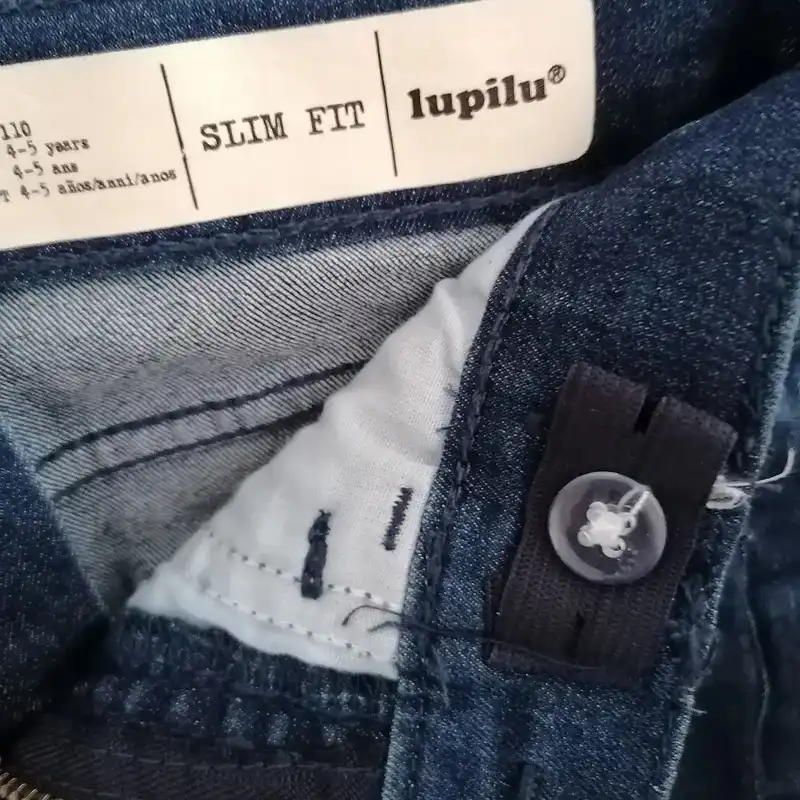 110
4-5 years
4-5 ans
4-5 años/anni/anos
SLIM FIT
lupilu®